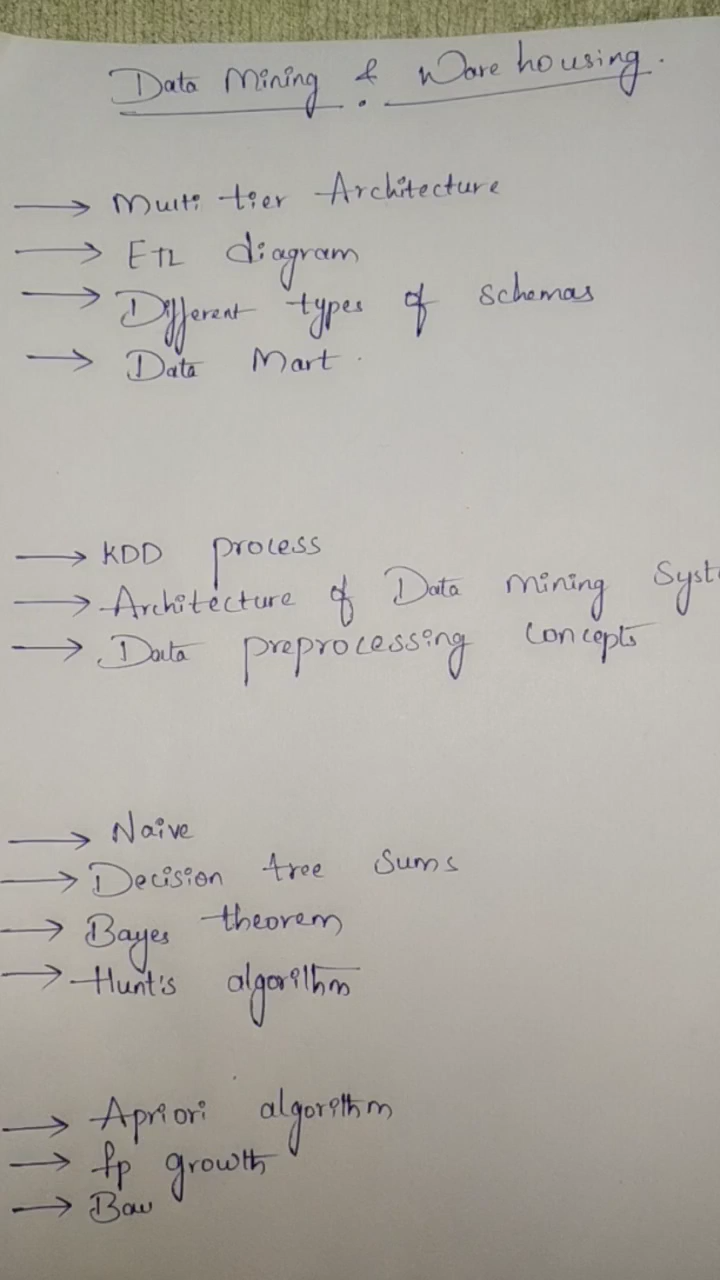 Data Mining & Ware housing.
→ Multi tier Architecture
→ ETL diagram
→ Different types of schemas
→ Data Mart.
→ KDD process
→ Architecture of Data mining Syst
→ Data preprocessing concepts
→ Naive
→ Decision tree sums
→ Bayes theorem
→ Hunt's algorithm
→ Apriori algorithm
→ fp growth
→